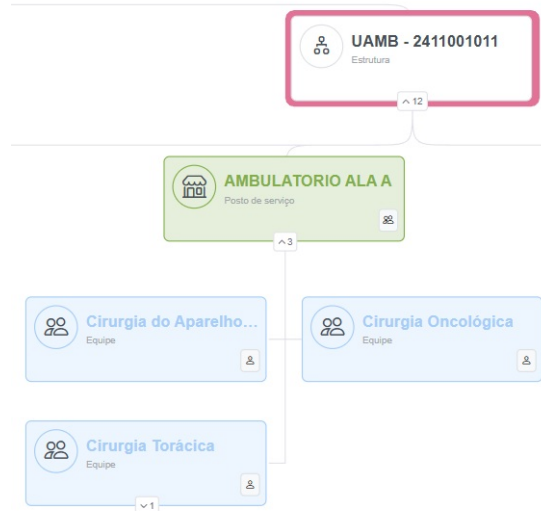 UAMB - 2411001011
Estrutura
12
AMBULATORIO ALA A
Posto de serviço
3
Cirurgia do Aparelho...
Equipe
Cirurgia Oncológica
Equipe
Cirurgia Torácica
Equipe
1